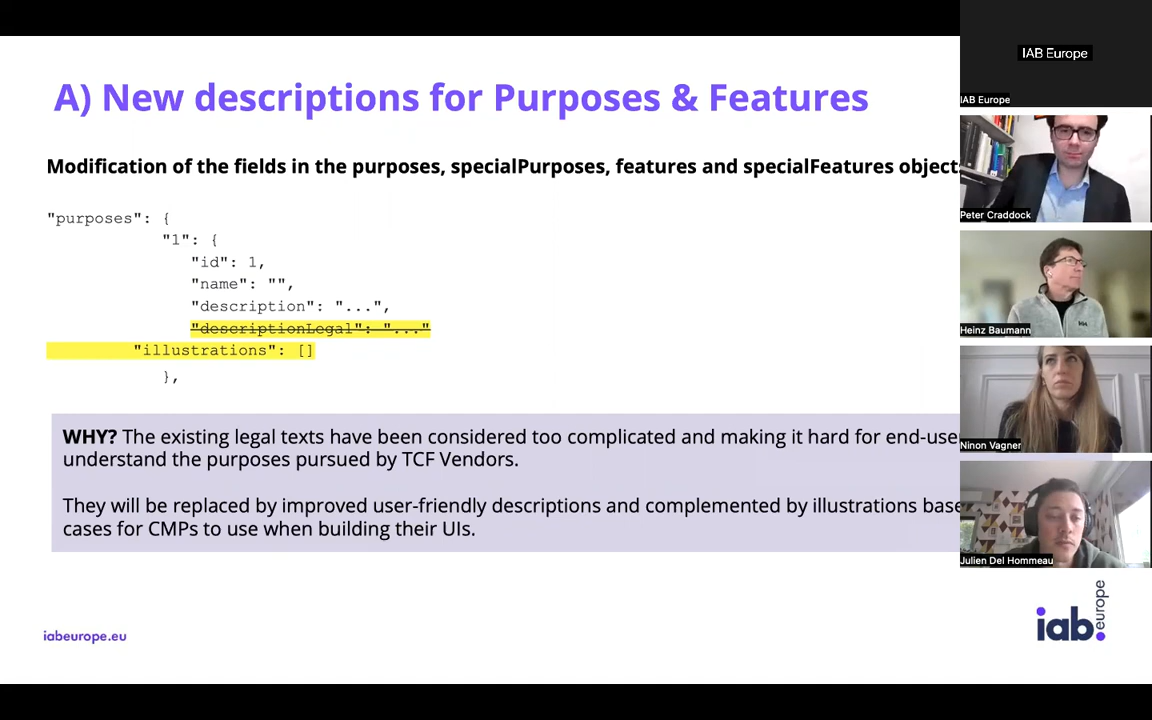 A) New descriptions for Purposes & Features
Modification of the fields in the purposes, specialPurposes, features and specialFeatures object
"purposes": {
"1": {
"id": 1,
"name": "",
"description": "...",
"descriptionLegal": "..."
"illustrations": []
},
WHY? The existing legal texts have been considered too complicated and making it hard for end-use
understand the purposes pursued by TCF Vendors.
They will be replaced by improved user-friendly descriptions and complemented by illustrations base
cases for CMPs to use when building their UIs.
iabeurope.eu
iab.
europe
IAB Europe
IAB Europe
Peter Craddock
Heinz Baumann
Ninon Vagner
Julien Del Hommeau